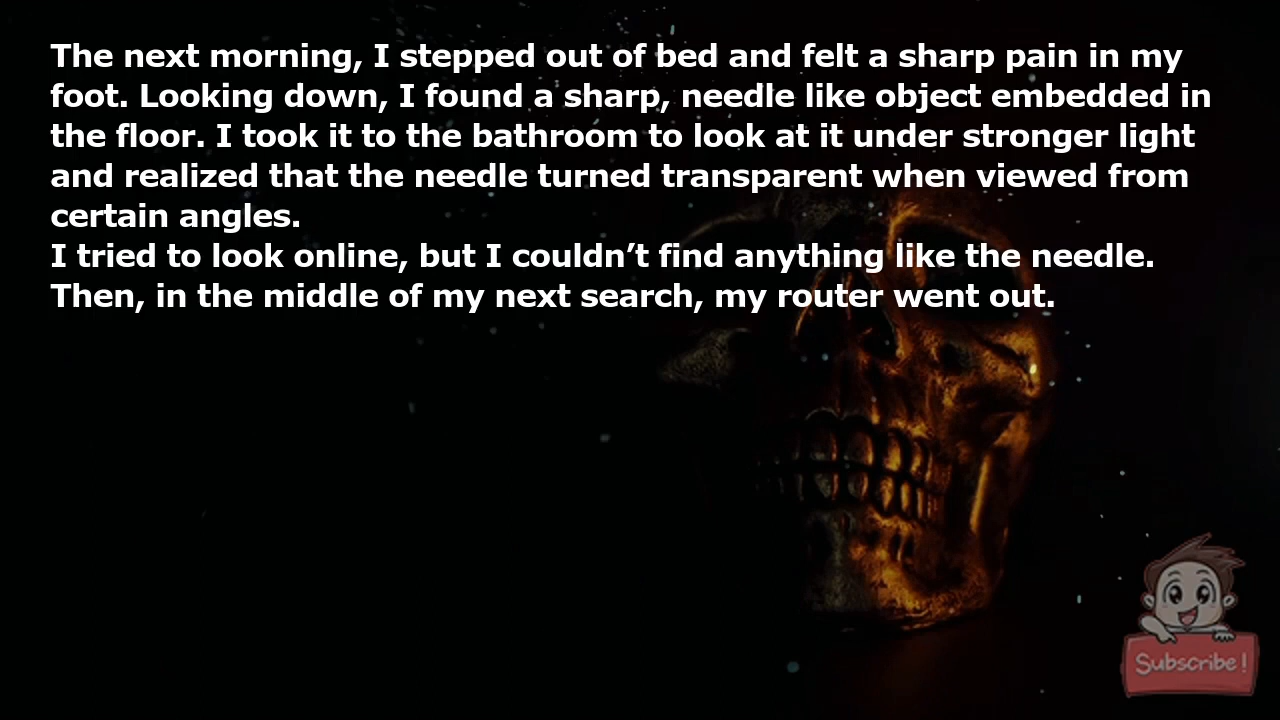 The next morning, I stepped out of bed and felt a sharp pain in my
foot. Looking down, I found a sharp, needle like object embedded in
the floor. I took it to the bathroom to look at it under stronger light
and realized that the needle turned transparent when viewed from
certain angles.
I tried to look online, but I couldn’t find anything like the needle.
Then, in the middle of my next search, my router went out.
Subscribe!